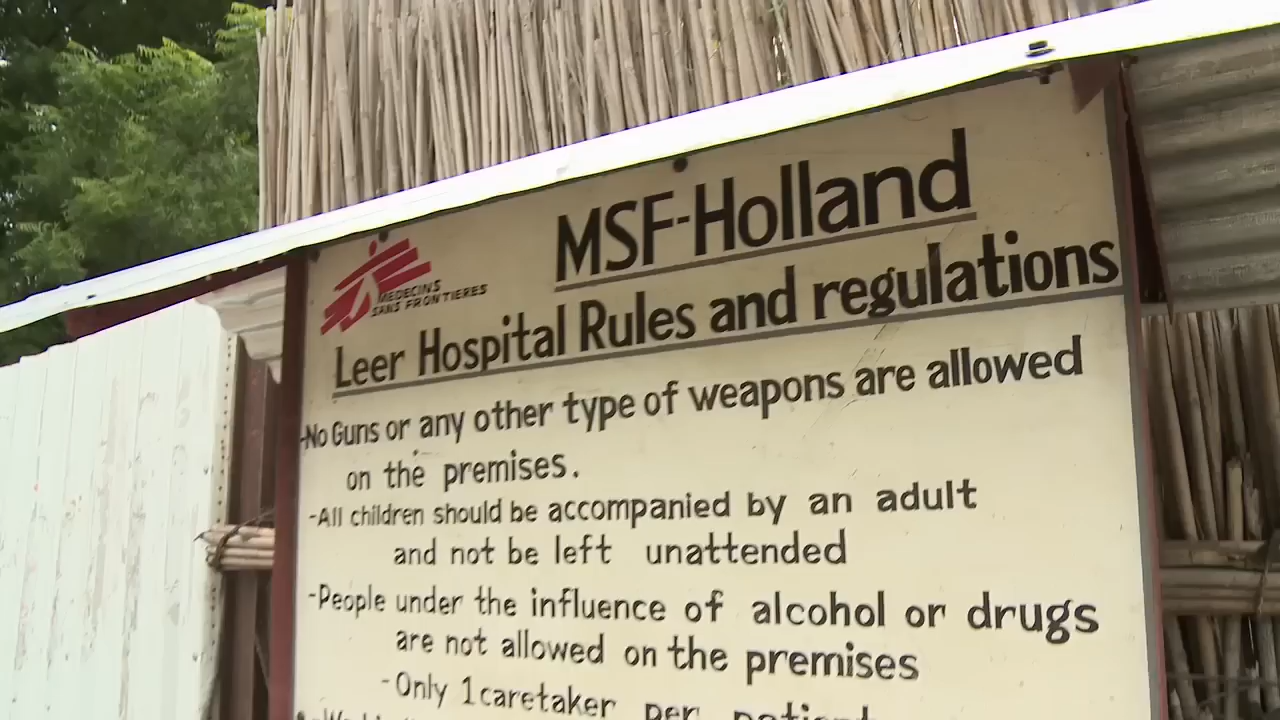 MSF-Holland
MEDECINS
SANS FRONTIERES
Leer Hospital Rules and regulations
-No Guns or any other type of weapons are allowed
on the premises.
-All children should be accompanied by an adult
and not be left unattended
-People under the influence of alcohol or drugs
are not allowed on the premises
-Only 1 caretaker per patient